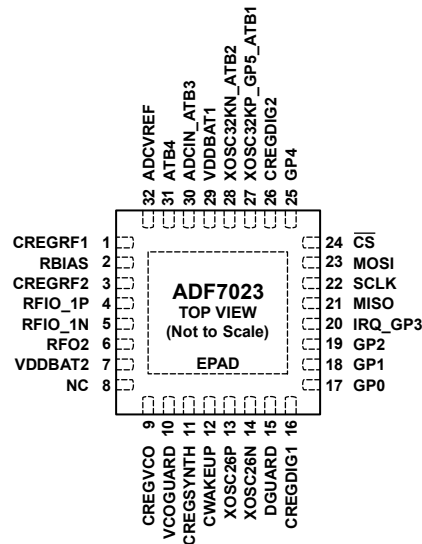 32 ADCVREF
31 ATB4
30 ADCIN_ATB3
29 VDDBAT1
28 XOSC32KN_ATB2
27 XOSC32KP_GP5_ATB1
26 CREGDIG2
25 GP4
CREGRF1 1
RBIAS 2
CREGRF2 3
RFIO_1P 4
RFIO_1N 5
RFO2 6
VDDBAT2 7
NC 8
ADF7023
TOP VIEW
(Not to Scale)
EPAD
24 CS
23 MOSI
22 SCLK
21 MISO
20 IRQ_GP3
19 GP2
18 GP1
17 GP0
CREGVCO 9
VCOGUARD 10
CREGSYNTH 11
CWAKEUP 12
XOSC26P 13
XOSC26N 14
DGUARD 15
CREGDIG1 16